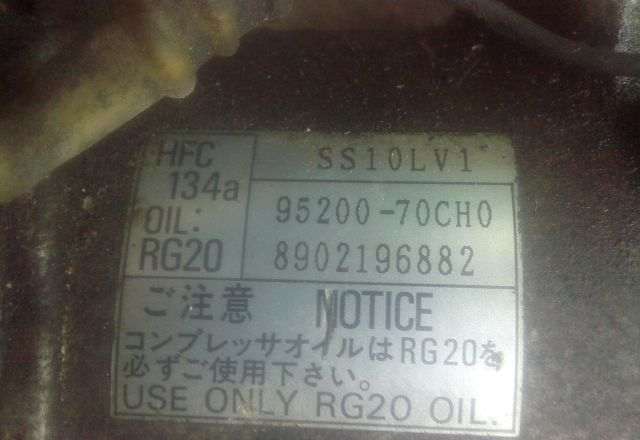 HFC
134a
OIL:
RG20
SS10LV1
95200-70CH0
8902196882
ご注意 NOTICE
コンプレッサオイルはRG20を
必ずご使用下さい。
USE ONLY RG20 OIL.